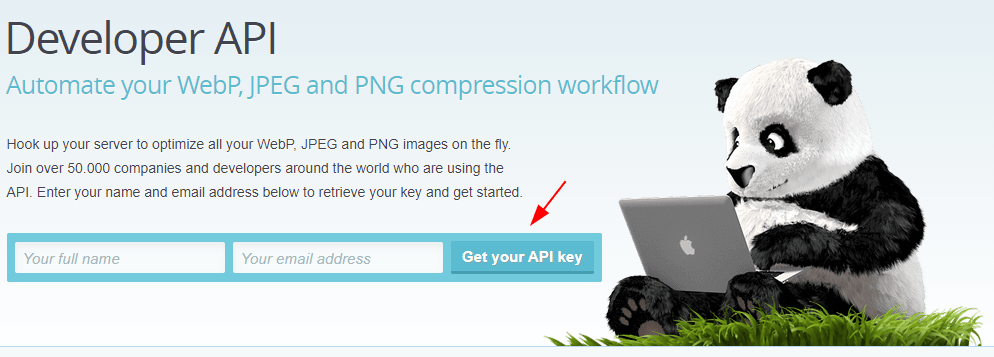 Developer API
Automate your WebP, JPEG and PNG compression workflow
Hook up your server to optimize all your WebP, JPEG and PNG images on the fly.
Join over 50.000 companies and developers around the world who are using the
API. Enter your name and email address below to retrieve your key and get started.
Your full name
Your email address
Get your API key